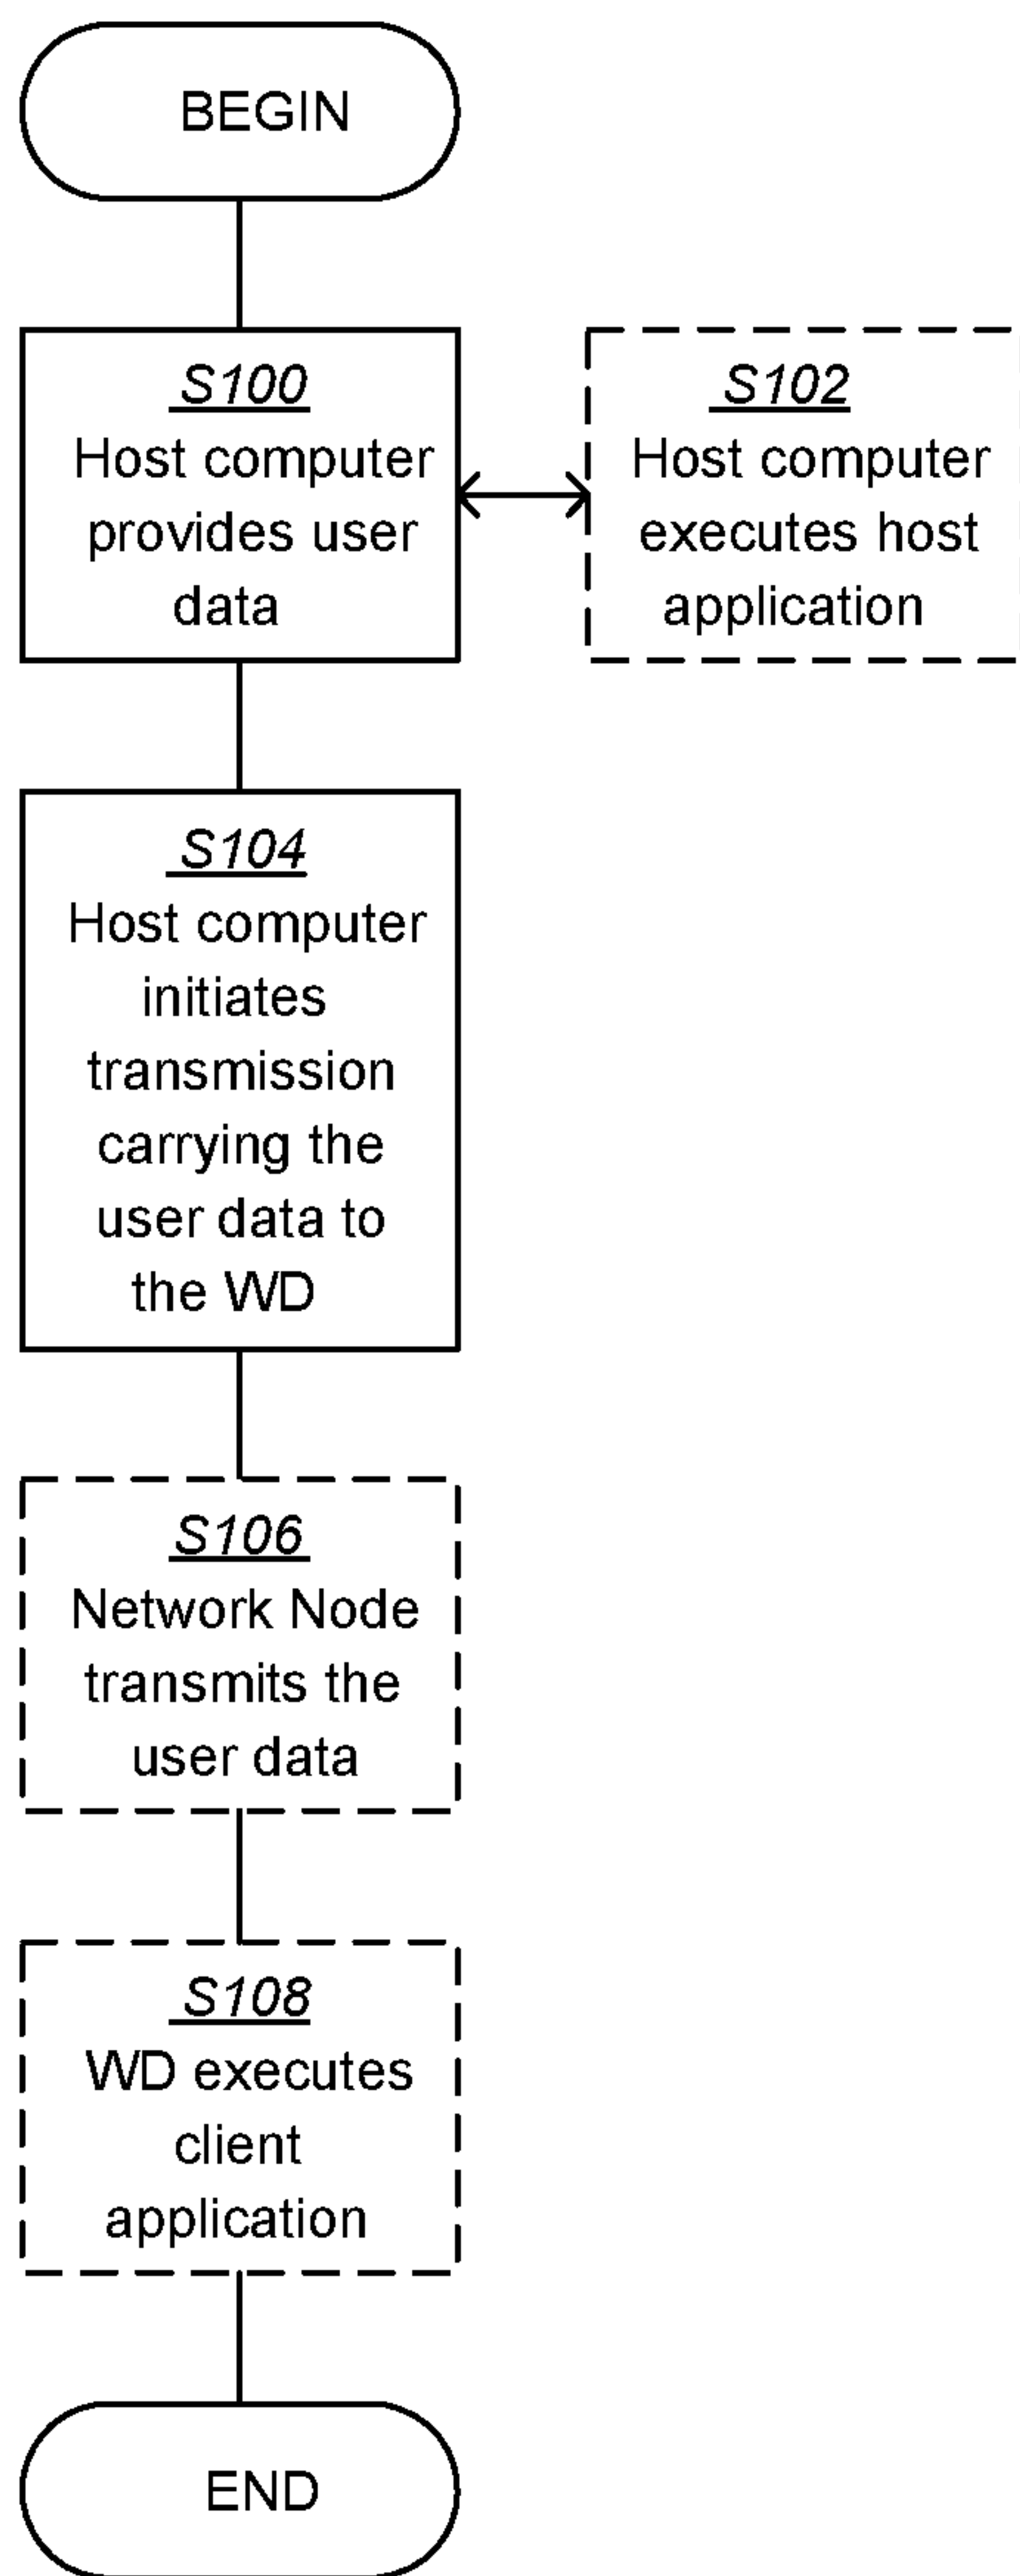 BEGIN
S100
Host computer
provides user
data
S102
Host computer
executes host
application
S104
Host computer
initiates
transmission
carrying the
user data to
the WD
S106
Network Node
transmits the
user data
S108
WD executes
client
application
END